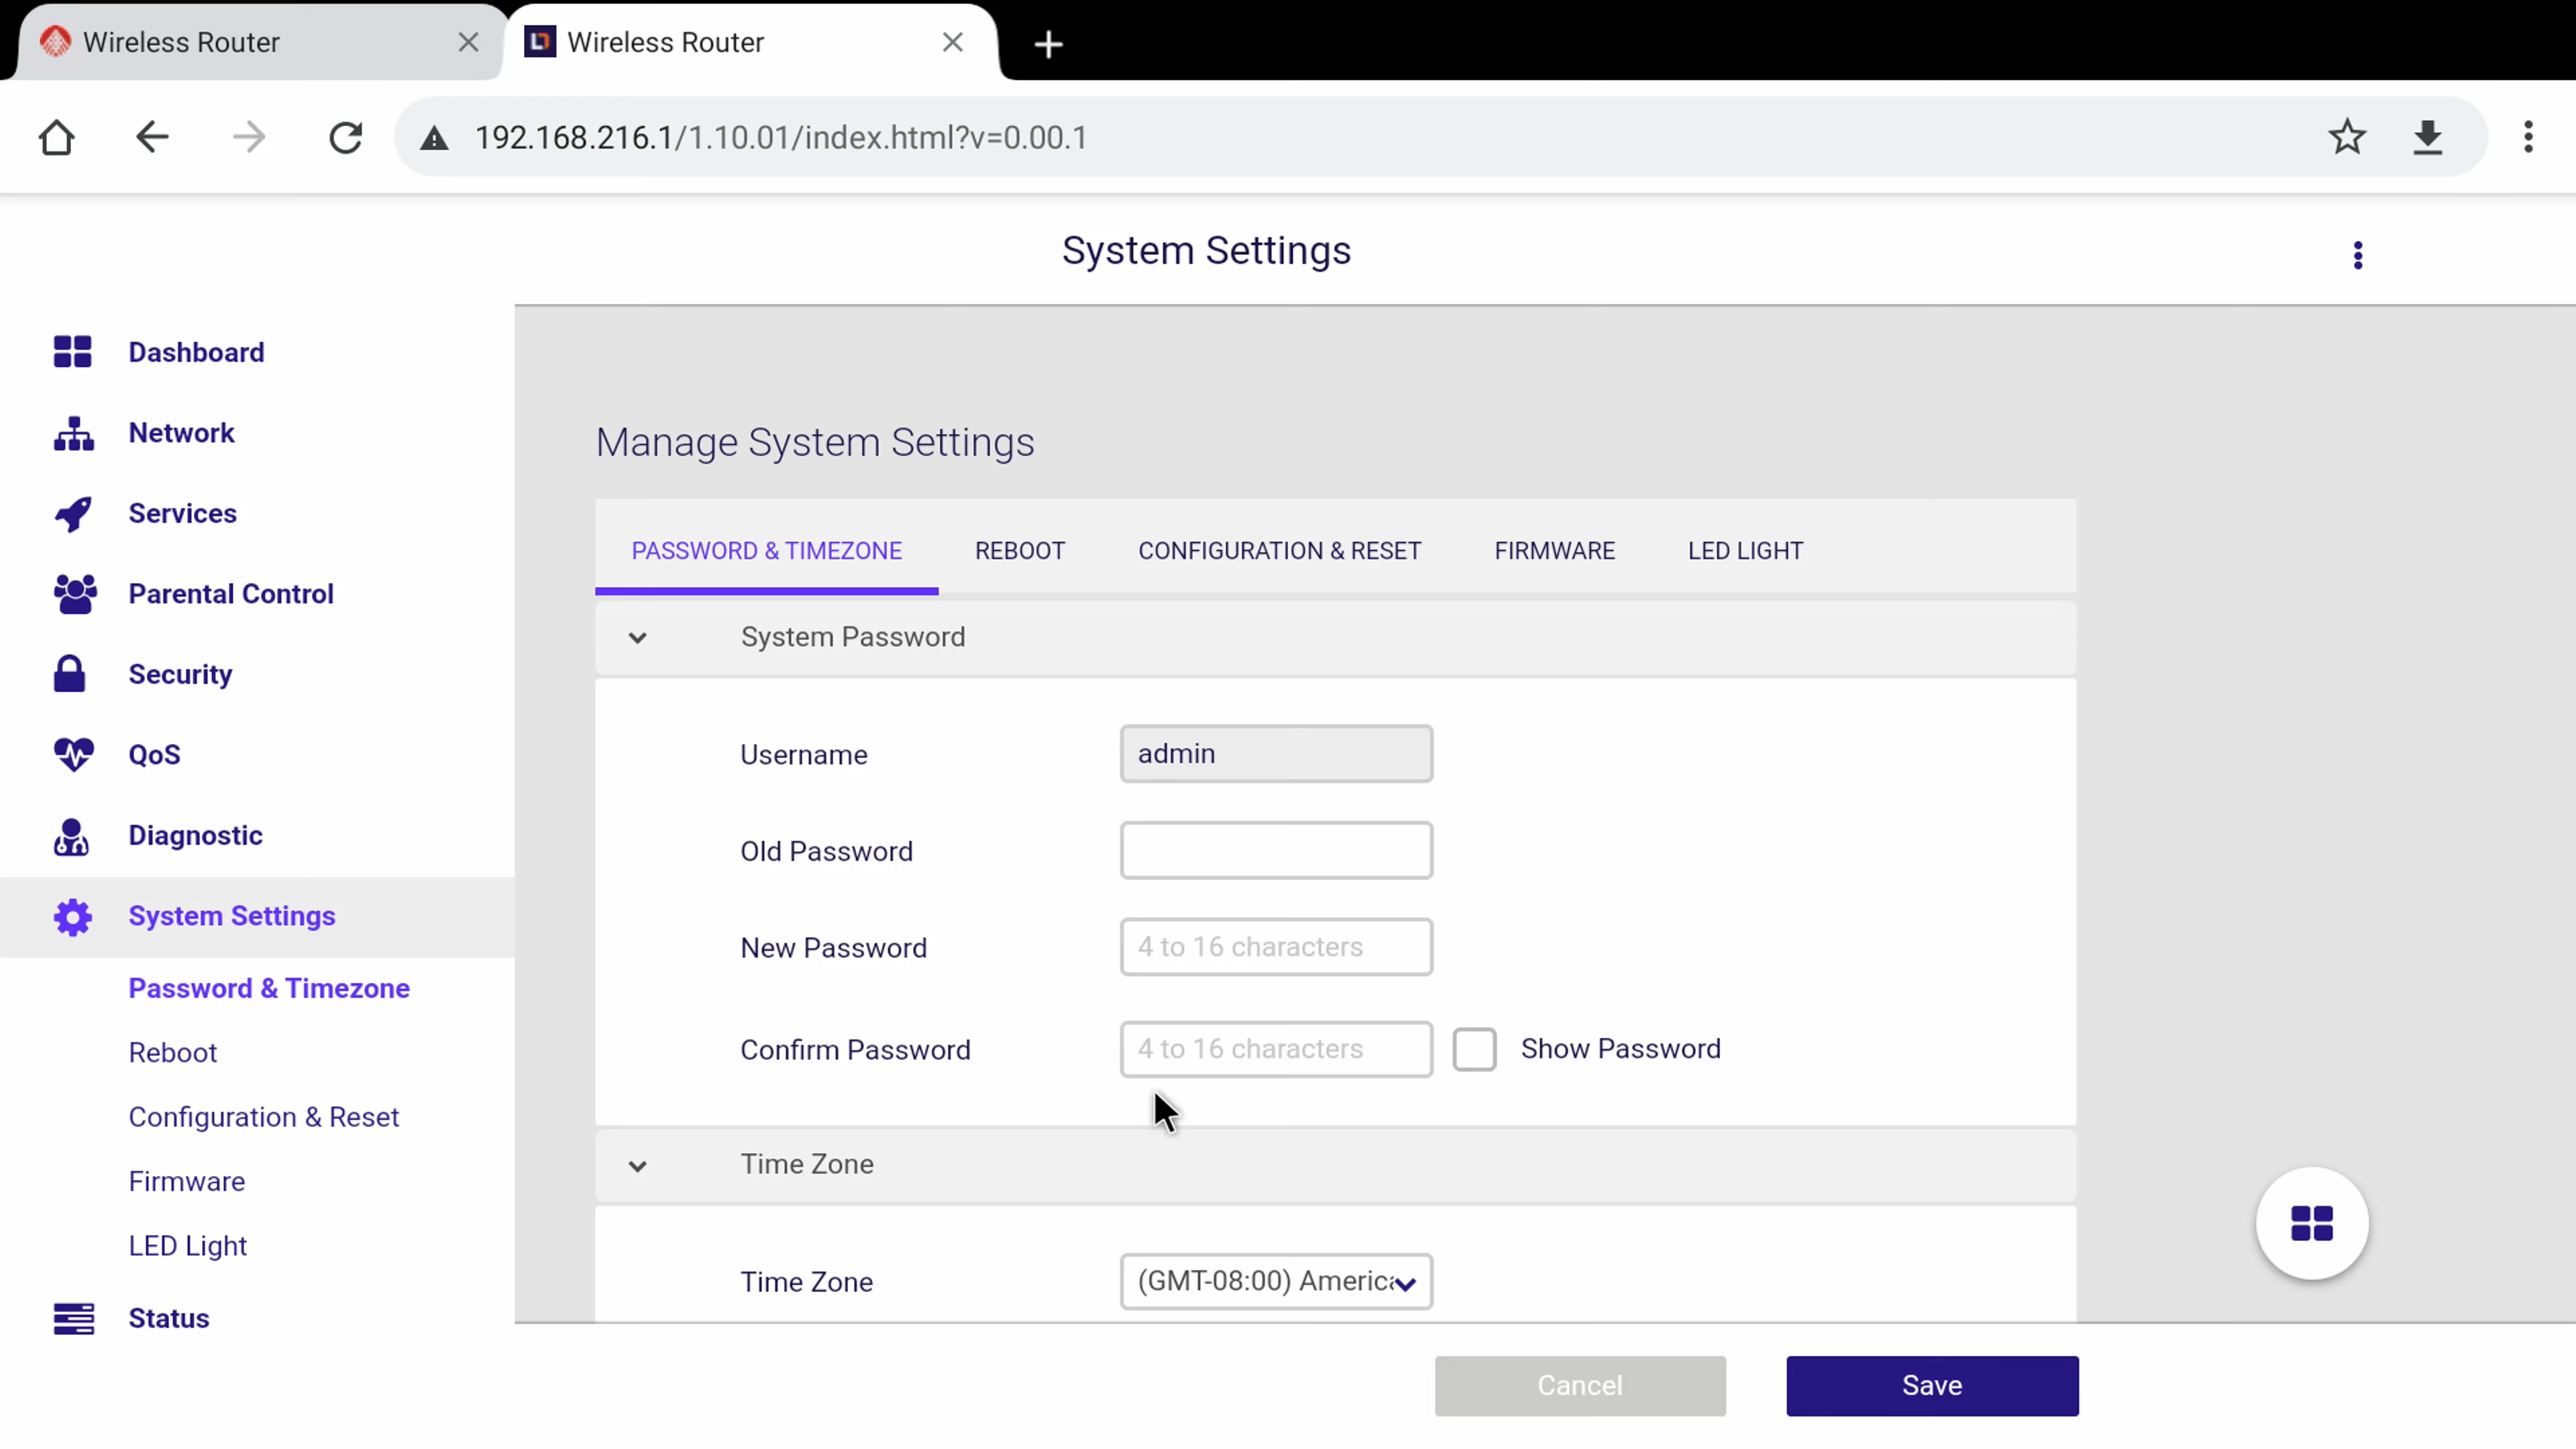 Wireless Router
Wireless Router
192.168.216.1/1.10.01/index.html?v=0.00.1
System Settings
Dashboard
Network
Services
Parental Control
Security
QoS
Diagnostic
System Settings
Password & Timezone
Reboot
Configuration & Reset
Firmware
LED Light
Status
Manage System Settings
PASSWORD & TIMEZONE REBOOT CONFIGURATION & RESET FIRMWARE LED LIGHT
System Password
Username admin
Old Password
New Password 4 to 16 characters
Confirm Password 4 to 16 characters Show Password
Time Zone
Time Zone (GMT-08:00) America
Cancel Save